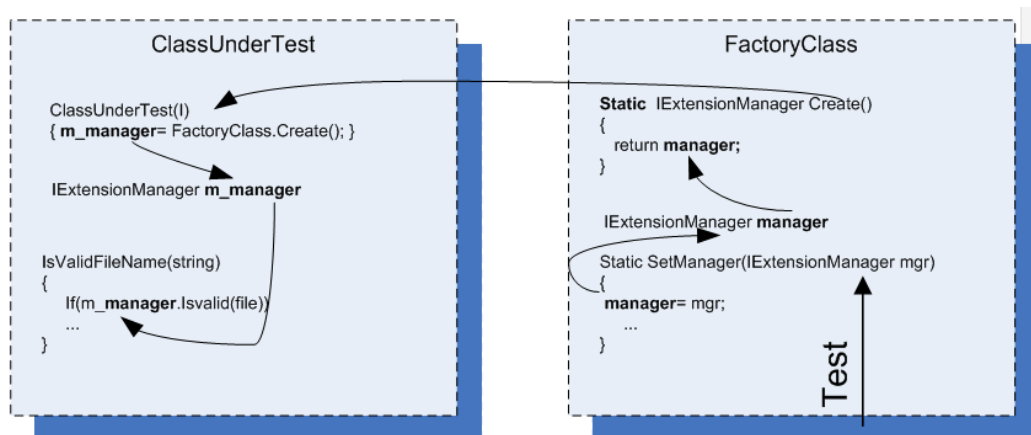 ClassUnderTest
ClassUnderTest(I)
{ m_manager= FactoryClass.Create(); }
IExtensionManager m_manager
IsValidFileName(string)
{
If(m_manager.Isvalid(file))
...
}
FactoryClass
Static IExtensionManager Create()
{
return manager;
}
IExtensionManager manager
Static SetManager(IExtensionManager mgr)
{
manager= mgr;
...
}
Test